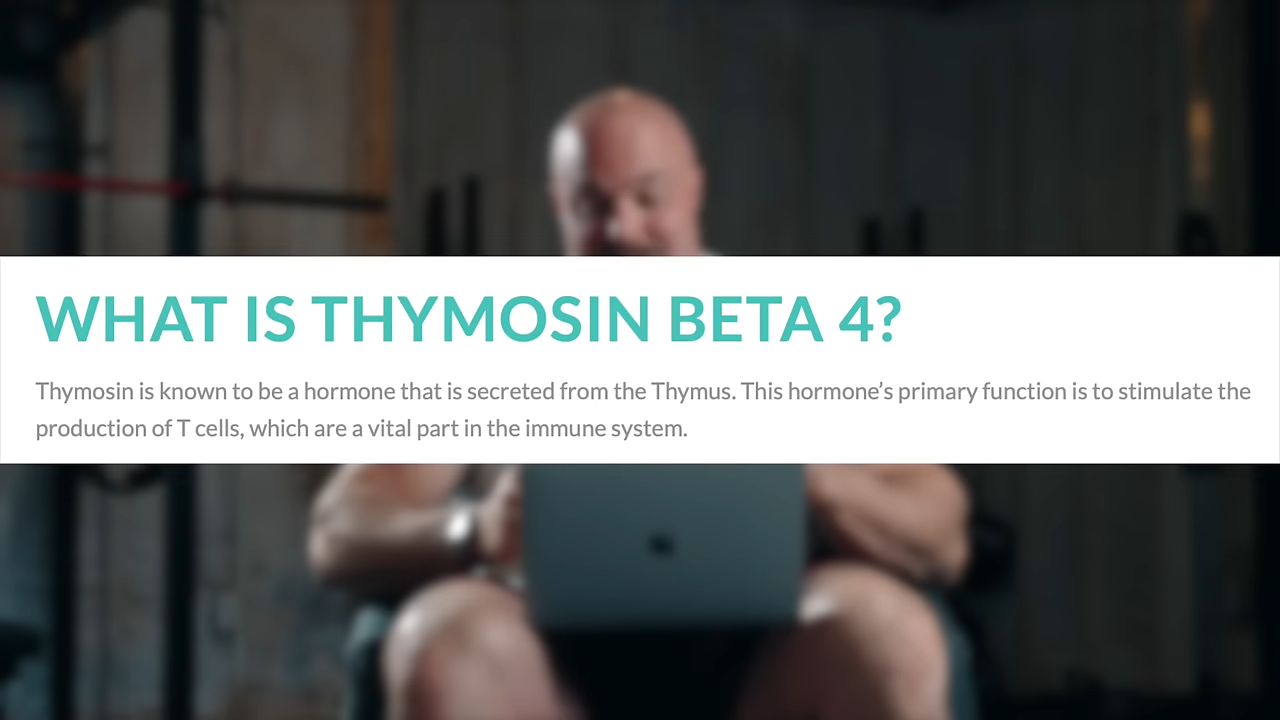 WHAT IS THYMOSIN BETA 4?
Thymosin is known to be a hormone that is secreted from the Thymus. This hormone’s primary function is to stimulate the
production of T cells, which are a vital part in the immune system.